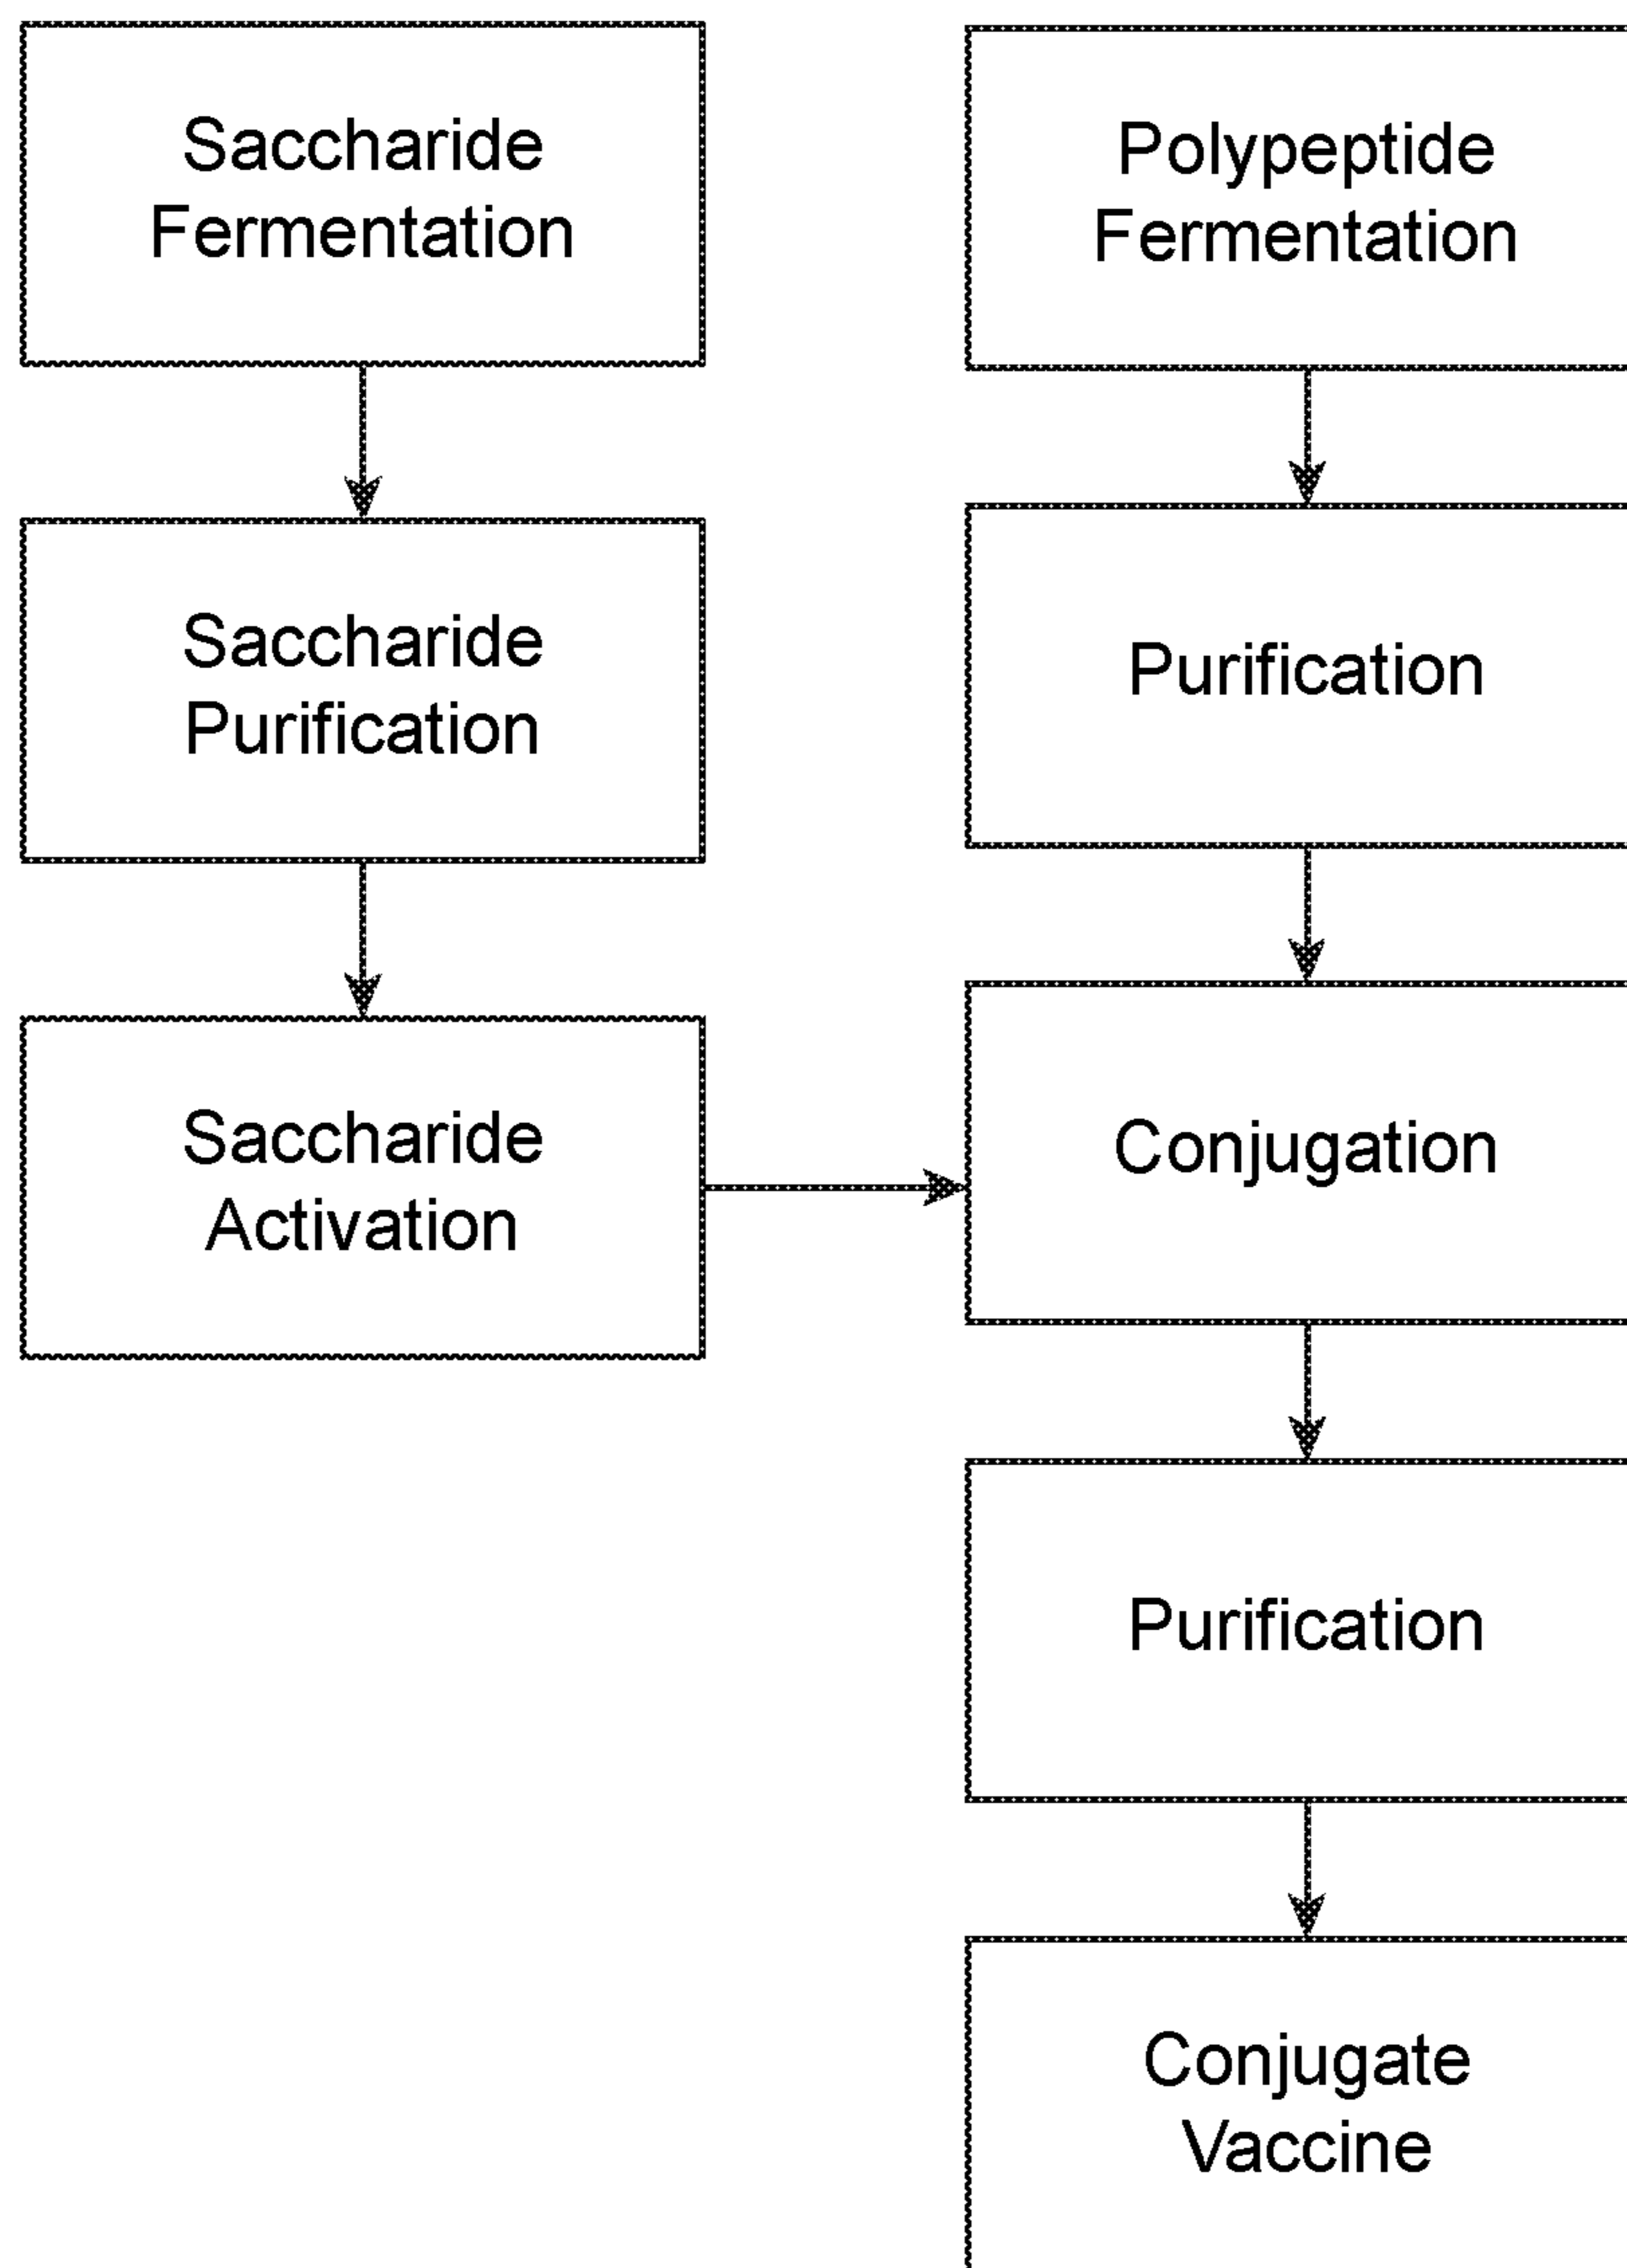 Saccharide
Fermentation
Saccharide
Purification
Saccharide
Activation
Polypeptide
Fermentation
Purification
Conjugation
Purification
Conjugate
Vaccine